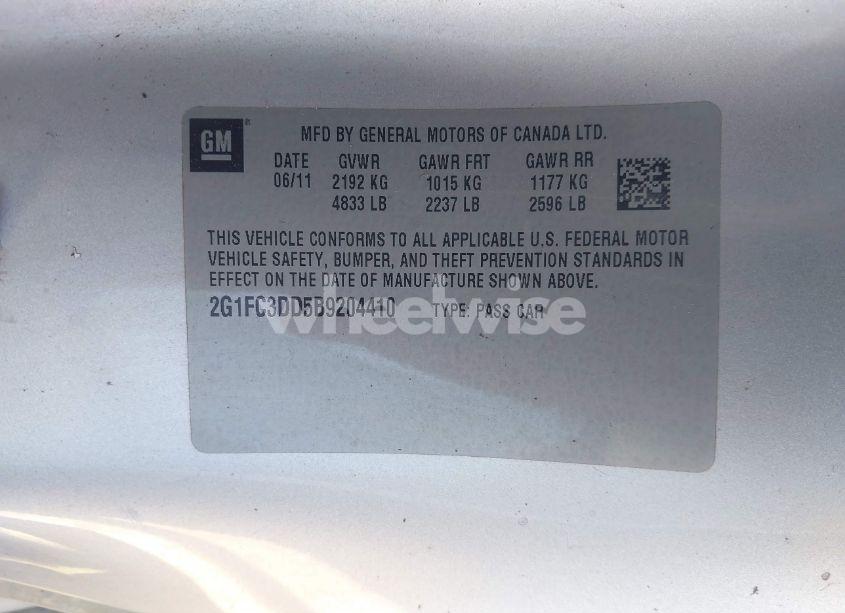 GM ®
MFD BY GENERAL MOTORS OF CANADA LTD.
DATE GVWR GAWR FRT GAWR RR
06/11 2192 KG 1015 KG 1177 KG
4833 LB 2237 LB 2596 LB
THIS VEHICLE CONFORMS TO ALL APPLICABLE U.S. FEDERAL MOTOR
VEHICLE SAFETY, BUMPER, AND THEFT PREVENTION STANDARDS IN
EFFECT ON THE DATE OF MANUFACTURE SHOWN ABOVE.
2G1FC3DD5B9204410 TYPE: PASS CAR
wheelwise